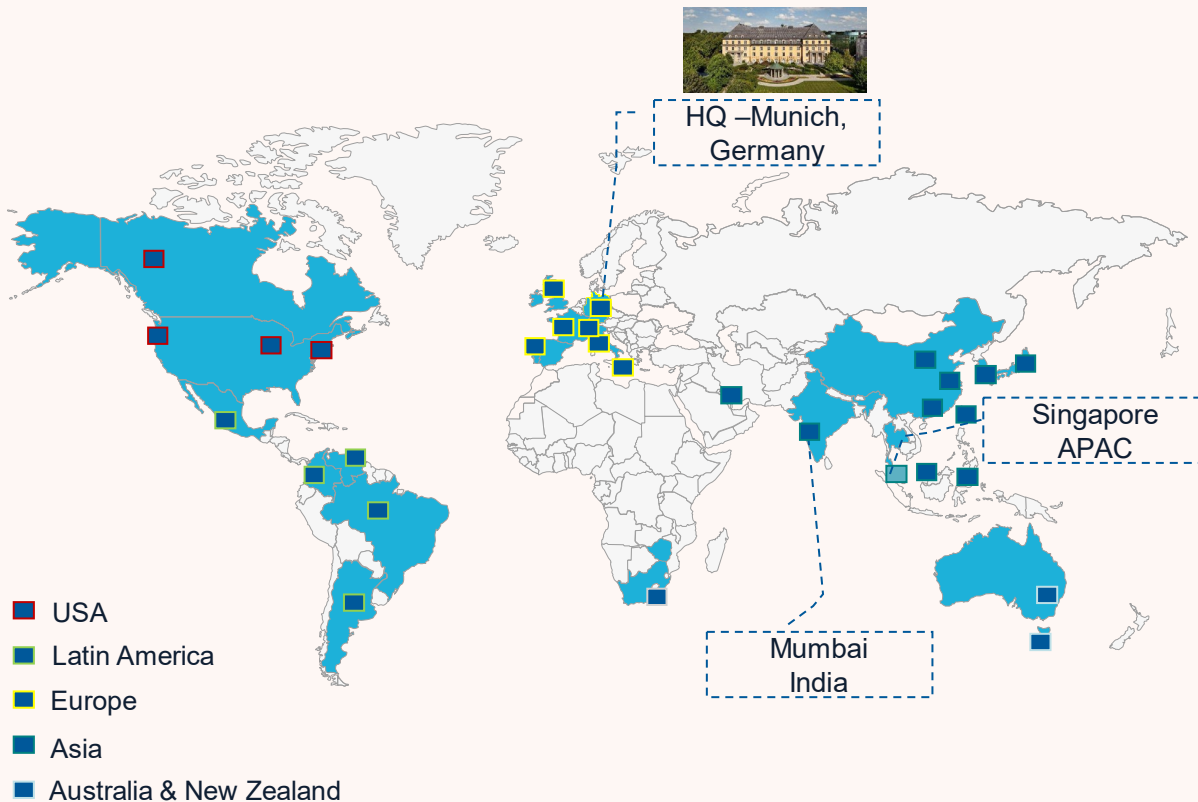 HQ –Munich,
Germany
Singapore
APAC
Mumbai
India
USA
Latin America
Europe
Asia
Australia & New Zealand